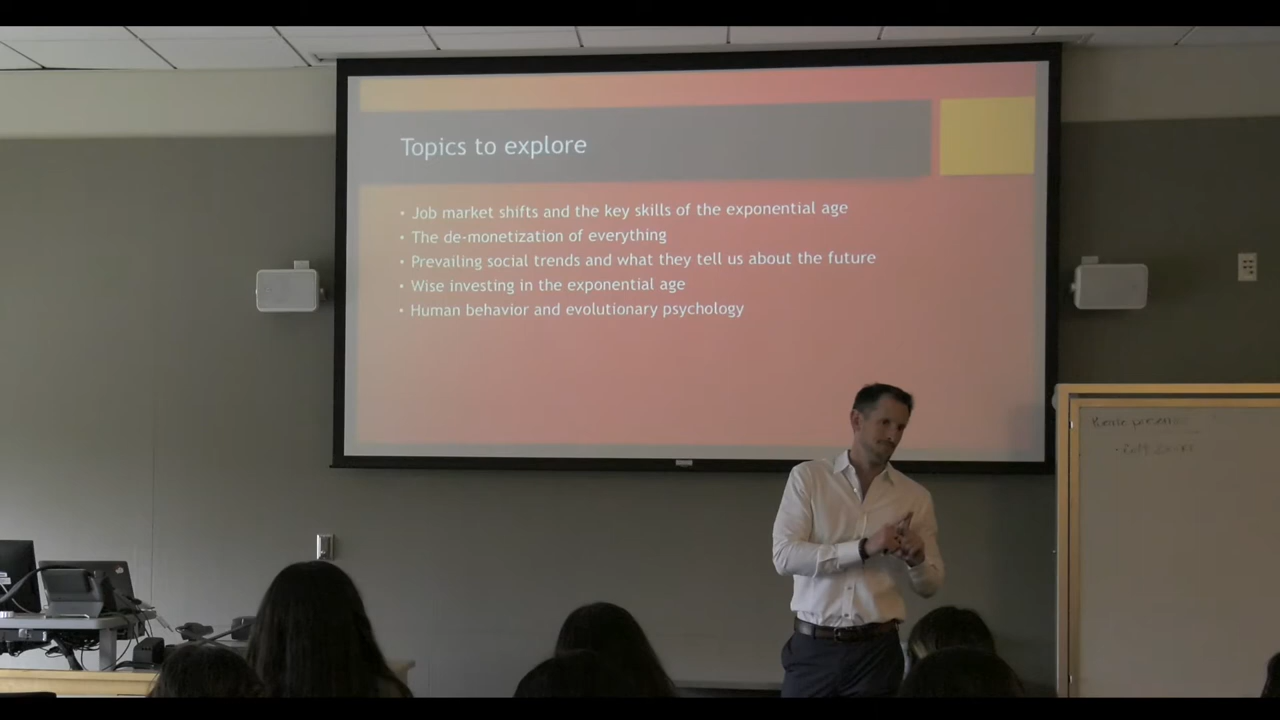 Topics to explore
• Job market shifts and the key skills of the exponential age
• The de-monetization of everything
• Prevailing social trends and what they tell us about the future
• Wise investing in the exponential age
• Human behavior and evolutionary psychology